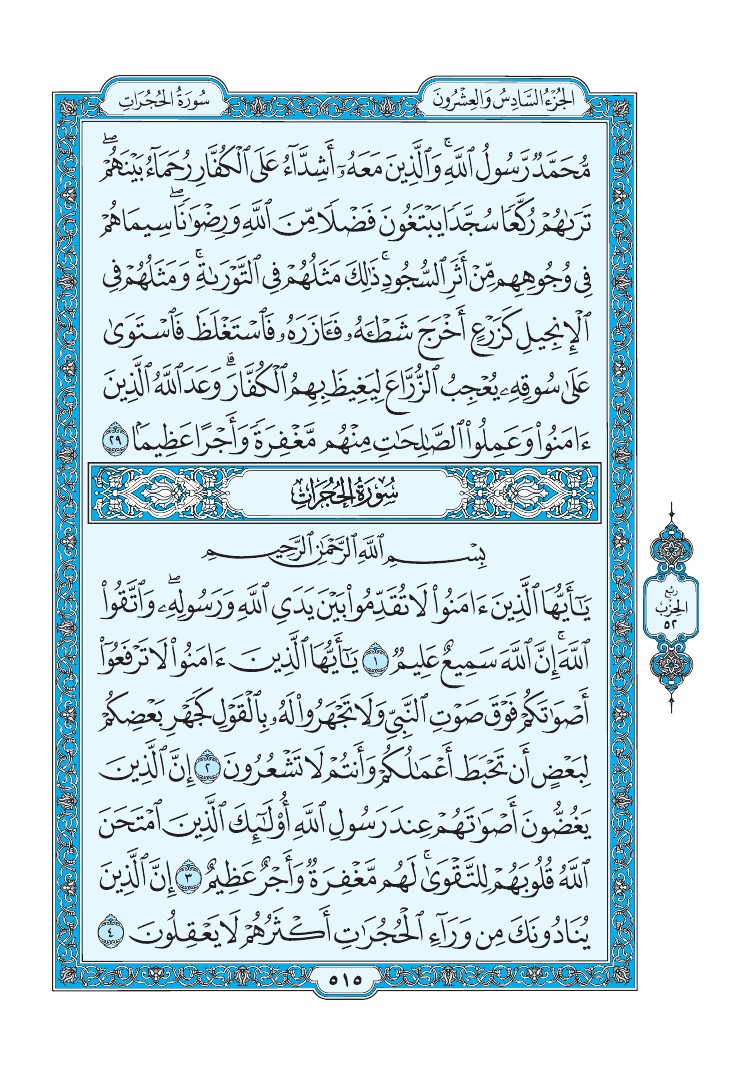 سُورَةُ الحُجُرَاتِ
الجُزْءُ السَّادِسُ وَالعِشْرُونَ
مُّحَمَّدٌ رَّسُولُ ٱللَّهِۚ وَٱلَّذِينَ مَعَهُۥٓ أَشِدَّآءُ عَلَى ٱلْكُفَّارِ رُحَمَآءُ بَيْنَهُمْۖ
تَرَىٰهُمْ رُكَّعًا سُجَّدًا يَبْتَغُونَ فَضْلًا مِّنَ ٱللَّهِ وَرِضْوَٰنًاۖ سِيمَاهُمْ
فِى وُجُوهِهِم مِّنْ أَثَرِ ٱلسُّجُودِۚ ذَٰلِكَ مَثَلُهُمْ فِى ٱلتَّوْرَىٰةِۚ وَمَثَلُهُمْ فِى
ٱلْإِنجِيلِ كَزَرْعٍ أَخْرَجَ شَطْـَٔهُۥ فَـَٔازَرَهُۥ فَٱسْتَغْلَظَ فَٱسْتَوَىٰ
عَلَىٰ سُوقِهِۦ يُعْجِبُ ٱلزُّرَّاعَ لِيَغِيظَ بِهِمُ ٱلْكُفَّارَۗ وَعَدَ ٱللَّهُ ٱلَّذِينَ
ءَامَنُوا۟ وَعَمِلُوا۟ ٱلصَّٰلِحَٰتِ مِنْهُم مَّغْفِرَةً وَأَجْرًا عَظِيمًۢا ٢٩
سُورَةُ الحُجُرَاتِ
بِسْمِ ٱللَّهِ ٱلرَّحْمَٰنِ ٱلرَّحِيمِ
يَٰٓأَيُّهَا ٱلَّذِينَ ءَامَنُوا۟ لَا تُقَدِّمُوا۟ بَيْنَ يَدَىِ ٱللَّهِ وَرَسُولِهِۦۖ وَٱتَّقُوا۟
ٱللَّهَۚ إِنَّ ٱللَّهَ سَمِيعٌ عَلِيمٌ ١ يَٰٓأَيُّهَا ٱلَّذِينَ ءَامَنُوا۟ لَا تَرْفَعُوٓا۟
أَصْوَٰتَكُمْ فَوْقَ صَوْتِ ٱلنَّبِىِّ وَلَا تَجْهَرُوا۟ لَهُۥ بِٱلْقَوْلِ كَجَهْرِ بَعْضِكُمْ
لِبَعْضٍ أَن تَحْبَطَ أَعْمَٰلُكُمْ وَأَنتُمْ لَا تَشْعُرُونَ ٢ إِنَّ ٱلَّذِينَ
يَغُضُّونَ أَصْوَٰتَهُمْ عِندَ رَسُولِ ٱللَّهِ أُو۟لَٰٓئِكَ ٱلَّذِينَ ٱمْتَحَنَ
ٱللَّهُ قُلُوبَهُمْ لِلتَّقْوَىٰۚ لَهُم مَّغْفِرَةٌ وَأَجْرٌ عَظِيمٌ ٣ إِنَّ ٱلَّذِينَ
يُنَادُونَكَ مِن وَرَآءِ ٱلْحُجُرَٰتِ أَكْثَرُهُمْ لَا يَعْقِلُونَ ٤
ربع
الحزب
٥٢
٥١٥